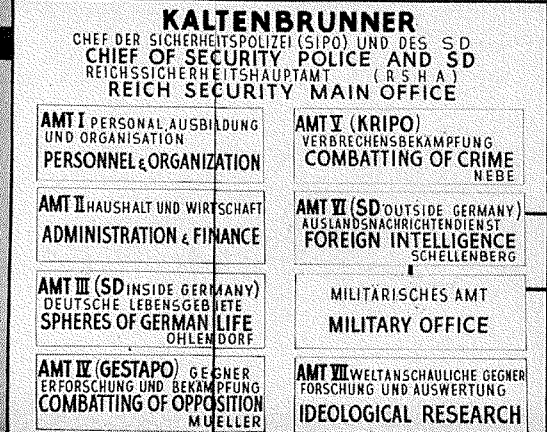 KALTENBRUNNER
CHEF DER SICHERHEITSPOLIZEI (SIPO) UND DES SD
CHIEF OF SECURITY POLICE AND SD
REICHSSICHERHEITSHAUPTAMT (RSHA)
REICH SECURITY MAIN OFFICE
AMT I PERSONAL, AUSBILDUNG
UND ORGANISATION
PERSONNEL & ORGANIZATION
AMT II HAUSHALT UND WIRTSCHAFT
ADMINISTRATION & FINANCE
AMT III (SD INSIDE GERMANY)
DEUTSCHE LEBENSGEBIETE
SPHERES OF GERMAN LIFE
OHLENDORF
AMT IV (GESTAPO) GEGNER
ERFORSCHUNG UND BEKÄMPFUNG
COMBATTING OF OPPOSITION
MUELLER
AMT V (KRIPO)
VERBRECHENSBEKÄMPFUNG
COMBATTING OF CRIME
NEBE
AMT VI (SD OUTSIDE GERMANY)
AUSLANDSNACHRICHTENDIENST
FOREIGN INTELLIGENCE
SCHELLENBERG
MILITÄRISCHES AMT
MILITARY OFFICE
AMT VII WELTANSCHAULICHE GEGNER
FORSCHUNG UND AUSWERTUNG
IDEOLOGICAL RESEARCH